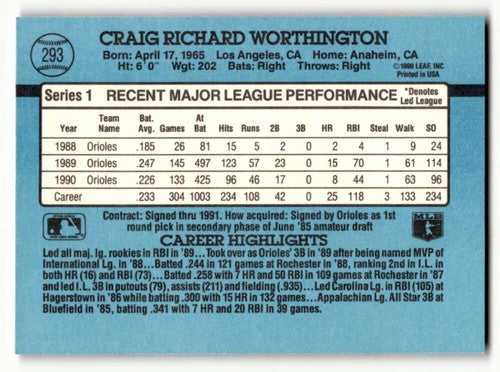 293
CRAIG RICHARD WORTHINGTON
Born: April 17, 1965 Los Angeles, CA Home: Anaheim, CA
Ht: 6´0˝ Wgt: 202 Bats: Right Throws: Right
©1990 LEAF, INC
Printed in USA
Series 1 RECENT MAJOR LEAGUE PERFORMANCE *Denotes Led League
Year Team Name Bat. Avg. Games At Bat Hits Runs 2B 3B HR RBI Steal Walk SO
1988 Orioles .185 26 81 15 5 2 0 2 4 1 9 24
1989 Orioles .247 145 497 123 57 23 0 15 70 1 61 114
1990 Orioles .226 133 425 96 46 17 0 8 44 1 63 96
Career .233 304 1003 234 108 42 0 25 118 3 133 234
Contract: Signed thru 1991. How acquired: Signed by Orioles as 1st
round pick in secondary phase of June '85 amateur draft
MLB
CAREER HIGHLIGHTS
Led all maj. lg. rookies in RBI in '89...Took over as Orioles' 3B in '89 after being named MVP of
International Lg. in '88...Batted .244 in 121 games at Rochester in '88, ranking 2nd in I.L. in
both HR (16) and RBI (73)...Batted .258 with 7 HR and 50 RBI in 109 games at Rochester in '87
and led I.L. 3B in putouts (79), assists (211) and fielding (.935)...Led Carolina Lg. in RBI (105) at
Hagerstown in '86 while batting .300 with 15 HR in 132 games...Appalachian Lg. All Star 3B at
Bluefield in '85, batting .341 with 7 HR and 20 RBI in 39 games.